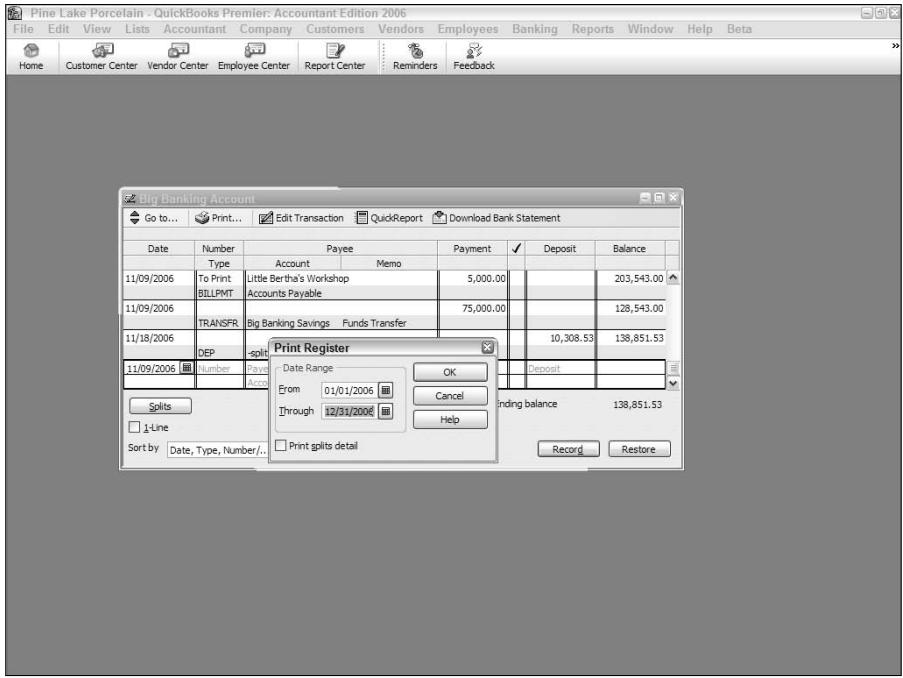 Pine Lake Porcelain - QuickBooks Premier: Accountant Edition 2006
File Edit View Lists Accountant Company Customers Vendors Employees Banking Reports Window Help Beta
Home Customer Center Vendor Center Employee Center Report Center Reminders Feedback »
Big Banking Account
Go to... Print... Edit Transaction QuickReport Download Bank Statement
Date Number Payee Payment ✓ Deposit Balance
Type Account Memo
11/09/2006 To Print Little Bertha's Workshop 5,000.00 203,543.00
BILLPMT Accounts Payable
11/09/2006 75,000.00 128,543.00
TRANSFR Big Banking Savings Funds Transfer
11/18/2006 10,308.53 138,851.53
DEP -split
11/09/2006 Number Paye Deposit
Acco
Print Register
Date Range
From 01/01/2006
Through 12/31/2006
Print splits detail
OK
Cancel
Help
Splits
Ending balance 138,851.53
1-Line
Sort by Date, Type, Number/..
Record Restore